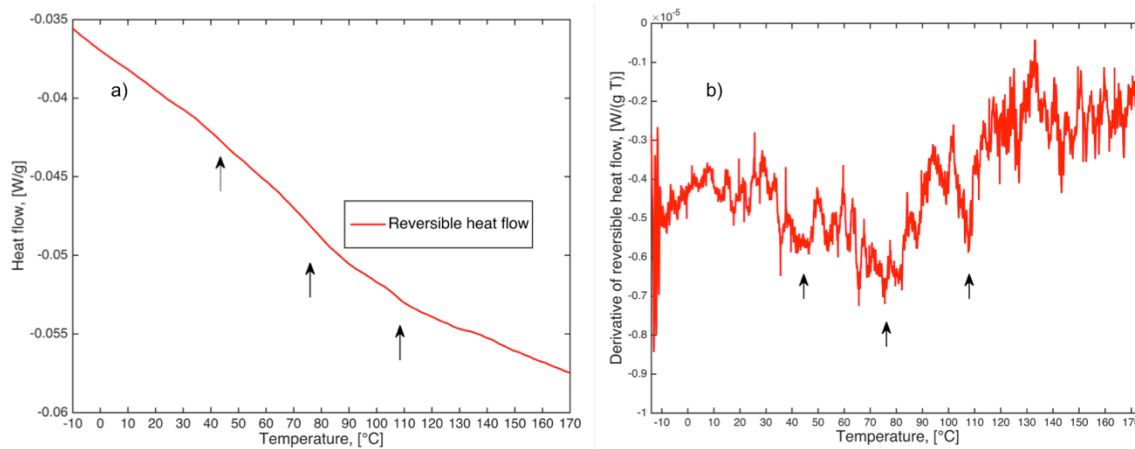 a)
-0.035
-0.04
-0.045
-0.05
-0.055
-0.06
Heat flow, [W/g]
Reversible heat flow
-10 0 10 20 30 40 50 60 70 80 90 100 110 120 130 140 150 160 170
Temperature, [°C]
×10⁻⁵
b)
0
-0.1
-0.2
-0.3
-0.4
-0.5
-0.6
-0.7
-0.8
-0.9
-1
Derivative of reversible heat flow, [W/(g T)]
-10 0 10 20 30 40 50 60 70 80 90 100 110 120 130 140 150 160 170
Temperature, [°C]